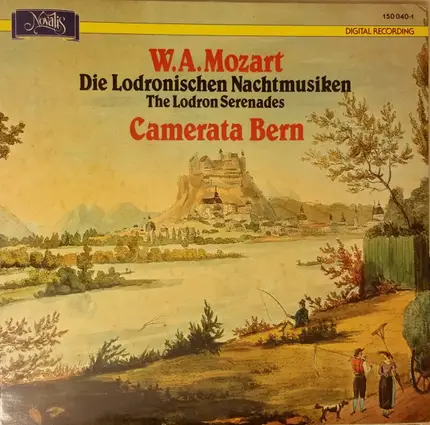 Novalis
150 040-1
DIGITAL RECORDING
W.A.Mozart
Die Lodronischen Nachtmusiken
The Lodron Serenades
Camerata Bern